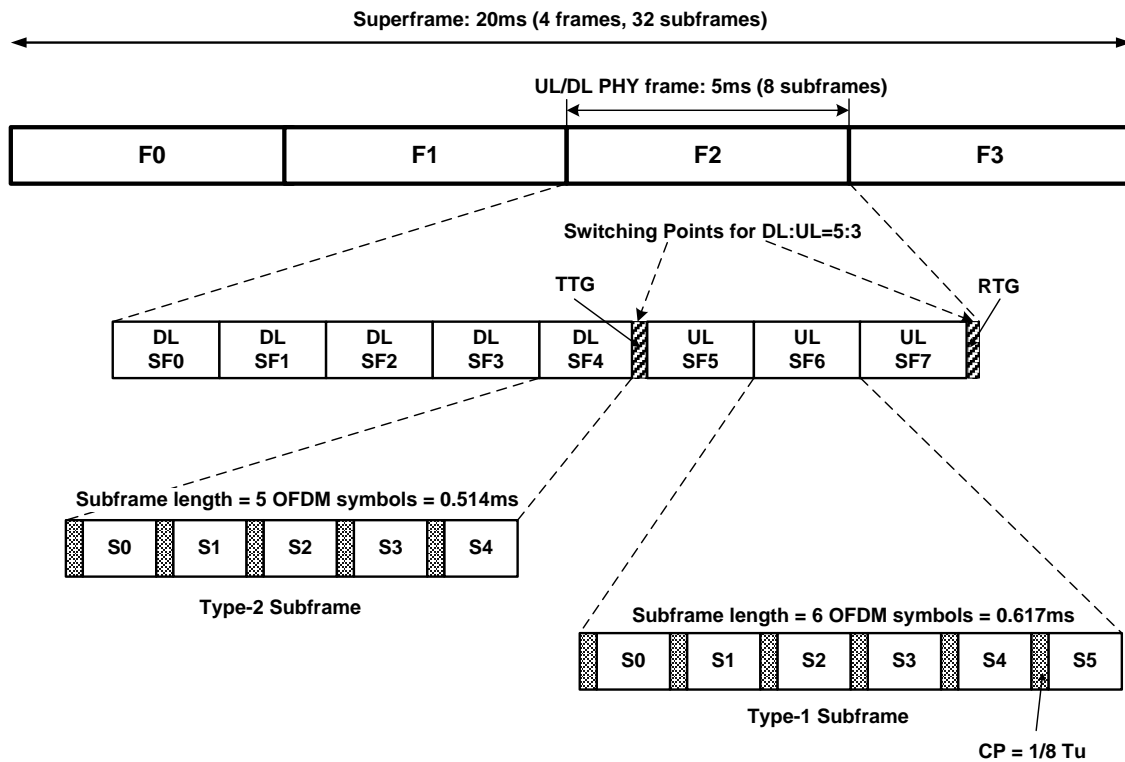 Superframe: 20ms (4 frames, 32 subframes)
UL/DL PHY frame: 5ms (8 subframes)
F0 F1 F2 F3
Switching Points for DL:UL=5:3
TTG
RTG
DL DL DL DL DL UL UL UL
SF0 SF1 SF2 SF3 SF4 SF5 SF6 SF7
Subframe length = 5 OFDM symbols = 0.514ms
S0 S1 S2 S3 S4
Type-2 Subframe
Subframe length = 6 OFDM symbols = 0.617ms
S0 S1 S2 S3 S4 S5
Type-1 Subframe
CP = 1/8 Tu